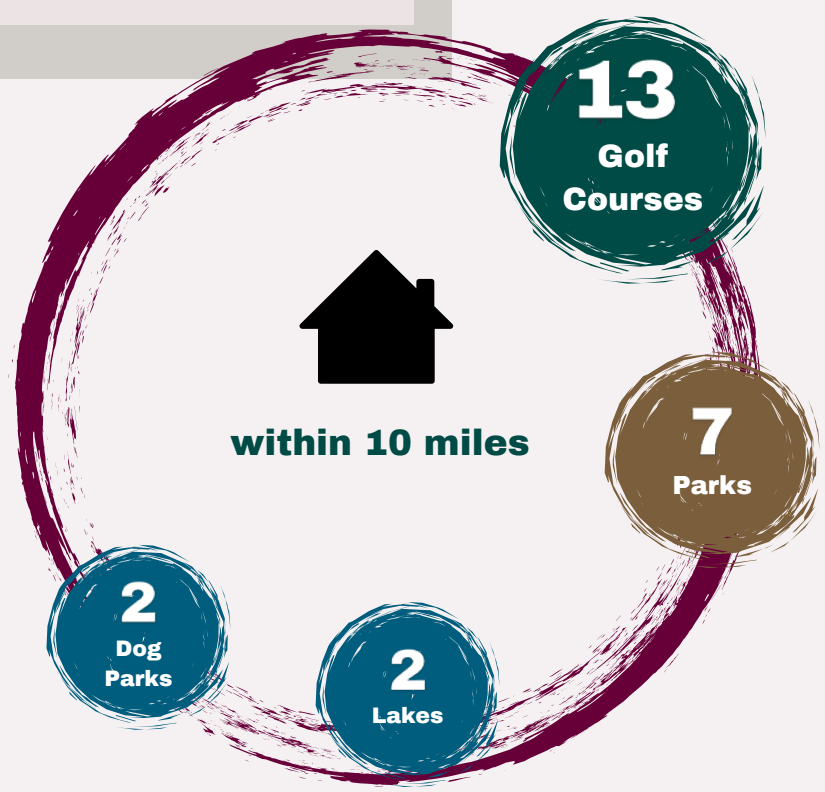 13
Golf
Courses
within 10 miles
7
Parks
2
Dog
Parks
2
Lakes